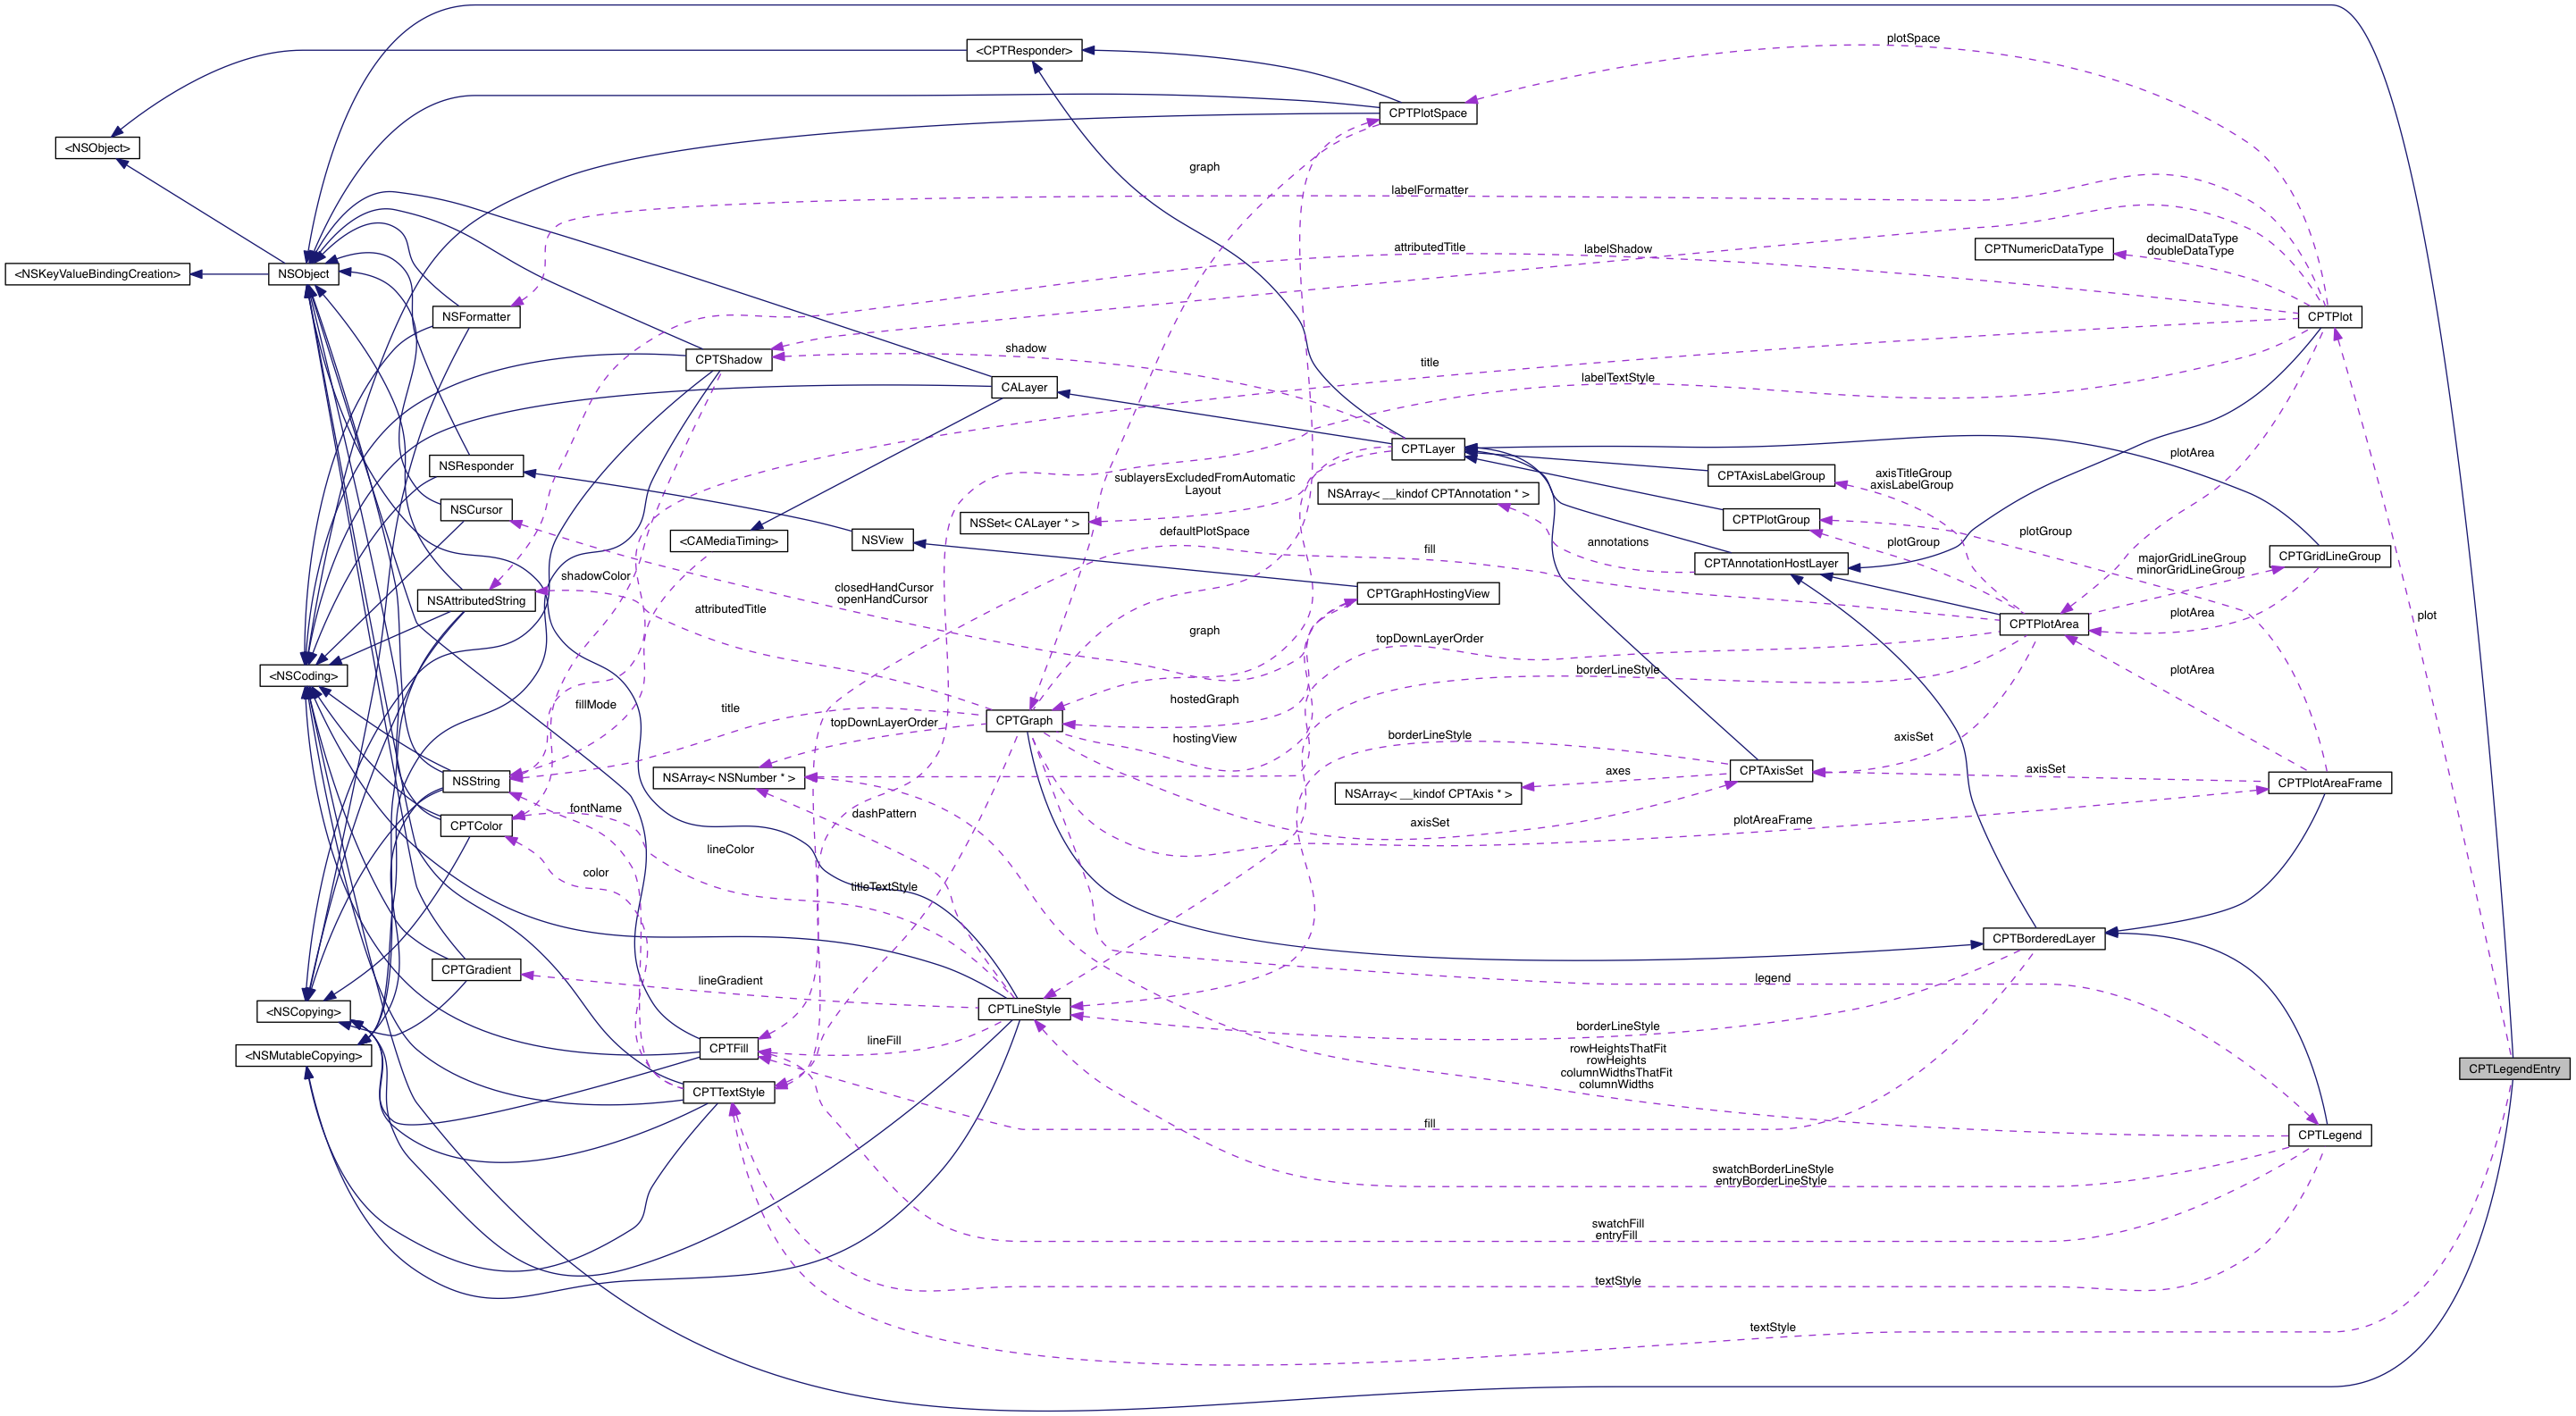 plotSpace
<CPTResponder>
CPTPlotSpace
<NSObject>
graph
labelFormatter
decimalDataType
doubleDataType
CPTNumericDataType
attributedTitle
labelShadow
<NSKeyValueBindingCreation>
NSObject
NSFormatter
CPTPlot
shadow
CPTShadow
title
labelTextStyle
CALayer
CPTLayer
plotArea
NSResponder
sublayersExcludedFromAutomatic
Layout
axisTitleGroup
axisLabelGroup
CPTAxisLabelGroup
NSArray< __kindof CPTAnnotation * >
NSCursor
NSSet< CALayer * >
CPTPlotGroup
defaultPlotSpace
plotGroup
<CAMediaTiming>
NSView
annotations
plotGroup
fill
CPTAnnotationHostLayer
CPTGridLineGroup
majorGridLineGroup
minorGridLineGroup
shadowColor
closedHandCursor
openHandCursor
CPTGraphHostingView
NSAttributedString
attributedTitle
plotArea
plot
CPTPlotArea
graph
topDownLayerOrder
<NSCoding>
borderLineStyle
plotArea
fillMode
title
hostedGraph
CPTGraph
topDownLayerOrder
hostingView
borderLineStyle
axisSet
NSString
NSArray< NSNumber * >
axes
CPTAxisSet
axisSet
CPTPlotAreaFrame
NSArray< __kindof CPTAxis * >
fontName
dashPattern
CPTColor
axisSet
plotAreaFrame
lineColor
color
titleTextStyle
CPTBorderedLayer
CPTGradient
lineGradient
legend
<NSCopying>
CPTLineStyle
borderLineStyle
<NSMutableCopying>
CPTFill
lineFill
rowHeightsThatFit
rowHeights
columnWidthsThatFit
columnWidths
CPTLegendEntry
CPTTextStyle
fill
CPTLegend
swatchBorderLineStyle
entryBorderLineStyle
swatchFill
entryFill
textStyle
textStyle